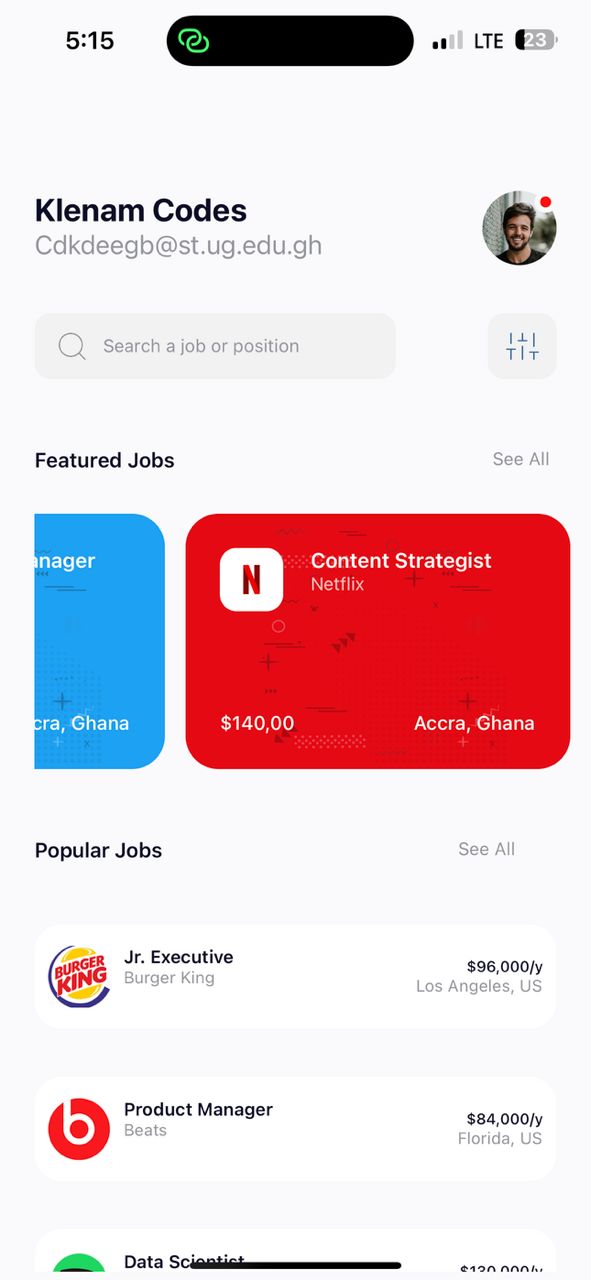 5:15
LTE
23
Klenam Codes
Cdkdeegb@st.ug.edu.gh
Search a job or position
Featured Jobs
See All
anager
Content Strategist
N
Netflix
cra, Ghana
$140,00
Accra, Ghana
Popular Jobs
See All
BURGER
KING
Jr. Executive
Burger King
$96,000/y
Los Angeles, US
b
Product Manager
Beats
$84,000/y
Florida, US
Data Scientist
$130,000/y